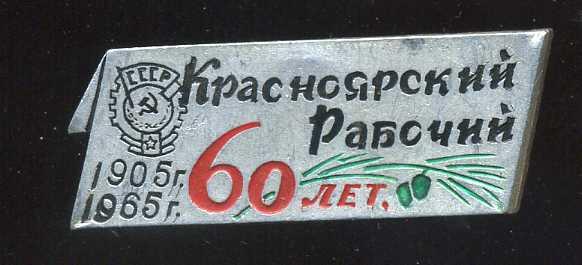 СССР
Красноярский
Рабочий
1905г.
1965г.
60 ЛЕТ.